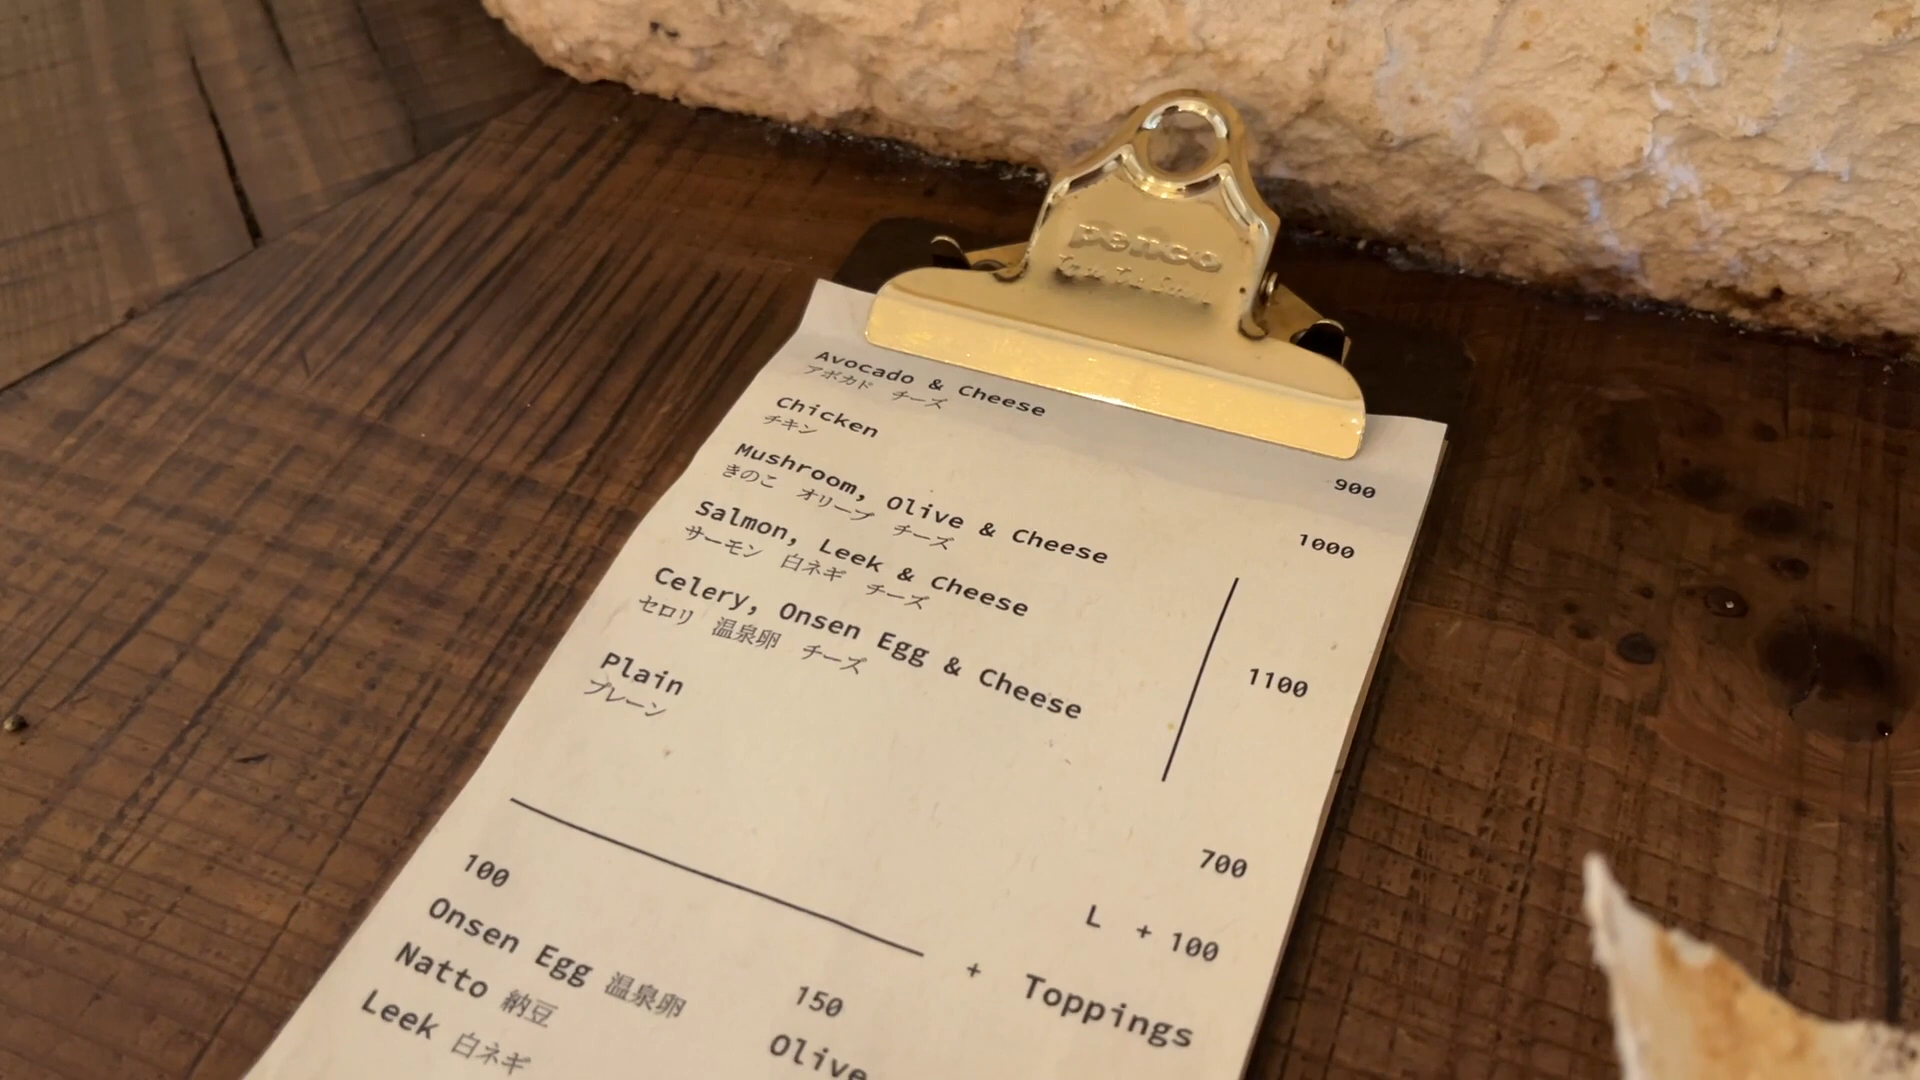 penco
Avocado & Cheese 900
アボカド チーズ
Chicken 1000
チキン
Mushroom, Olive & Cheese
きのこ オリーブ チーズ
Salmon, Leek & Cheese 1100
サーモン 白ネギ チーズ
Celery, Onsen Egg & Cheese
セロリ 温泉卵 チーズ
Plain 700
プレーン
L + 100
+ Toppings
100
Onsen Egg 温泉卵
Natto 納豆
Leek 白ネギ
150
Olive